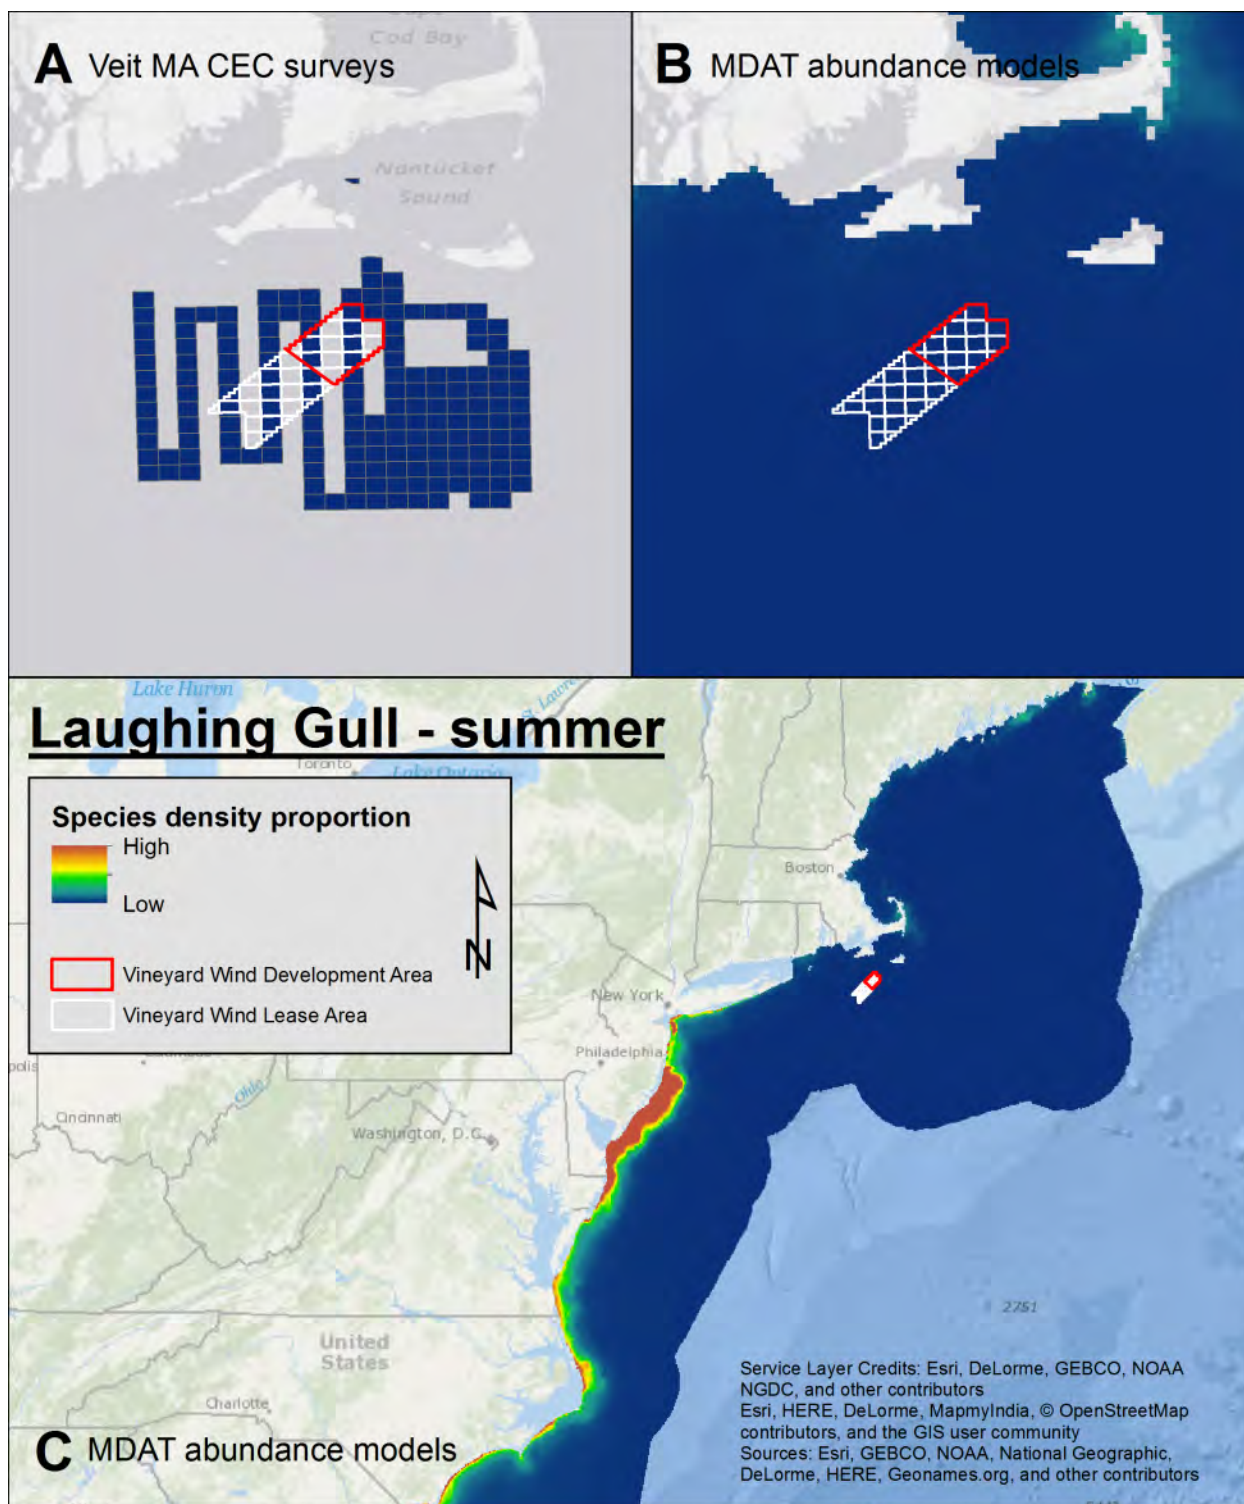 Cod Bay
A Veit MA CEC surveys
Nantucket
Sound
B MDAT abundance models
Lake Huron
St. Lawre
Laughing Gull - summer
Toronto
Lake Ontario
Species density proportion
High
Low
N
Vineyard Wind Development Area
Vineyard Wind Lease Area
Boston
New York
Philadelphia
polis
Ohio
Cincinnati
Washington, D.C.
2751
United
States
Charlotte
C MDAT abundance models
Service Layer Credits: Esri, DeLorme, GEBCO, NOAA
NGDC, and other contributors
Esri, HERE, DeLorme, MapmyIndia, © OpenStreetMap
contributors, and the GIS user community
Sources: Esri, GEBCO, NOAA, National Geographic,
DeLorme, HERE, Geonames.org, and other contributors